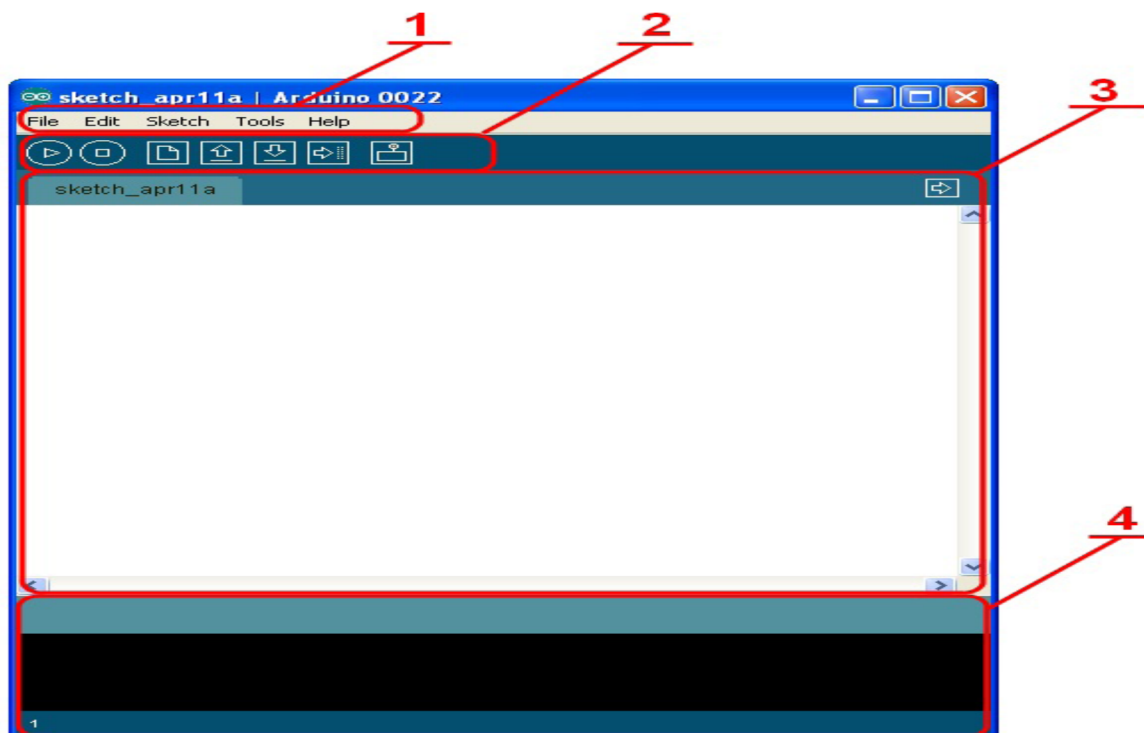 1
2
sketch_apr11a | Arduino 0022
3
File Edit Sketch Tools Help
sketch_apr11a
4
1